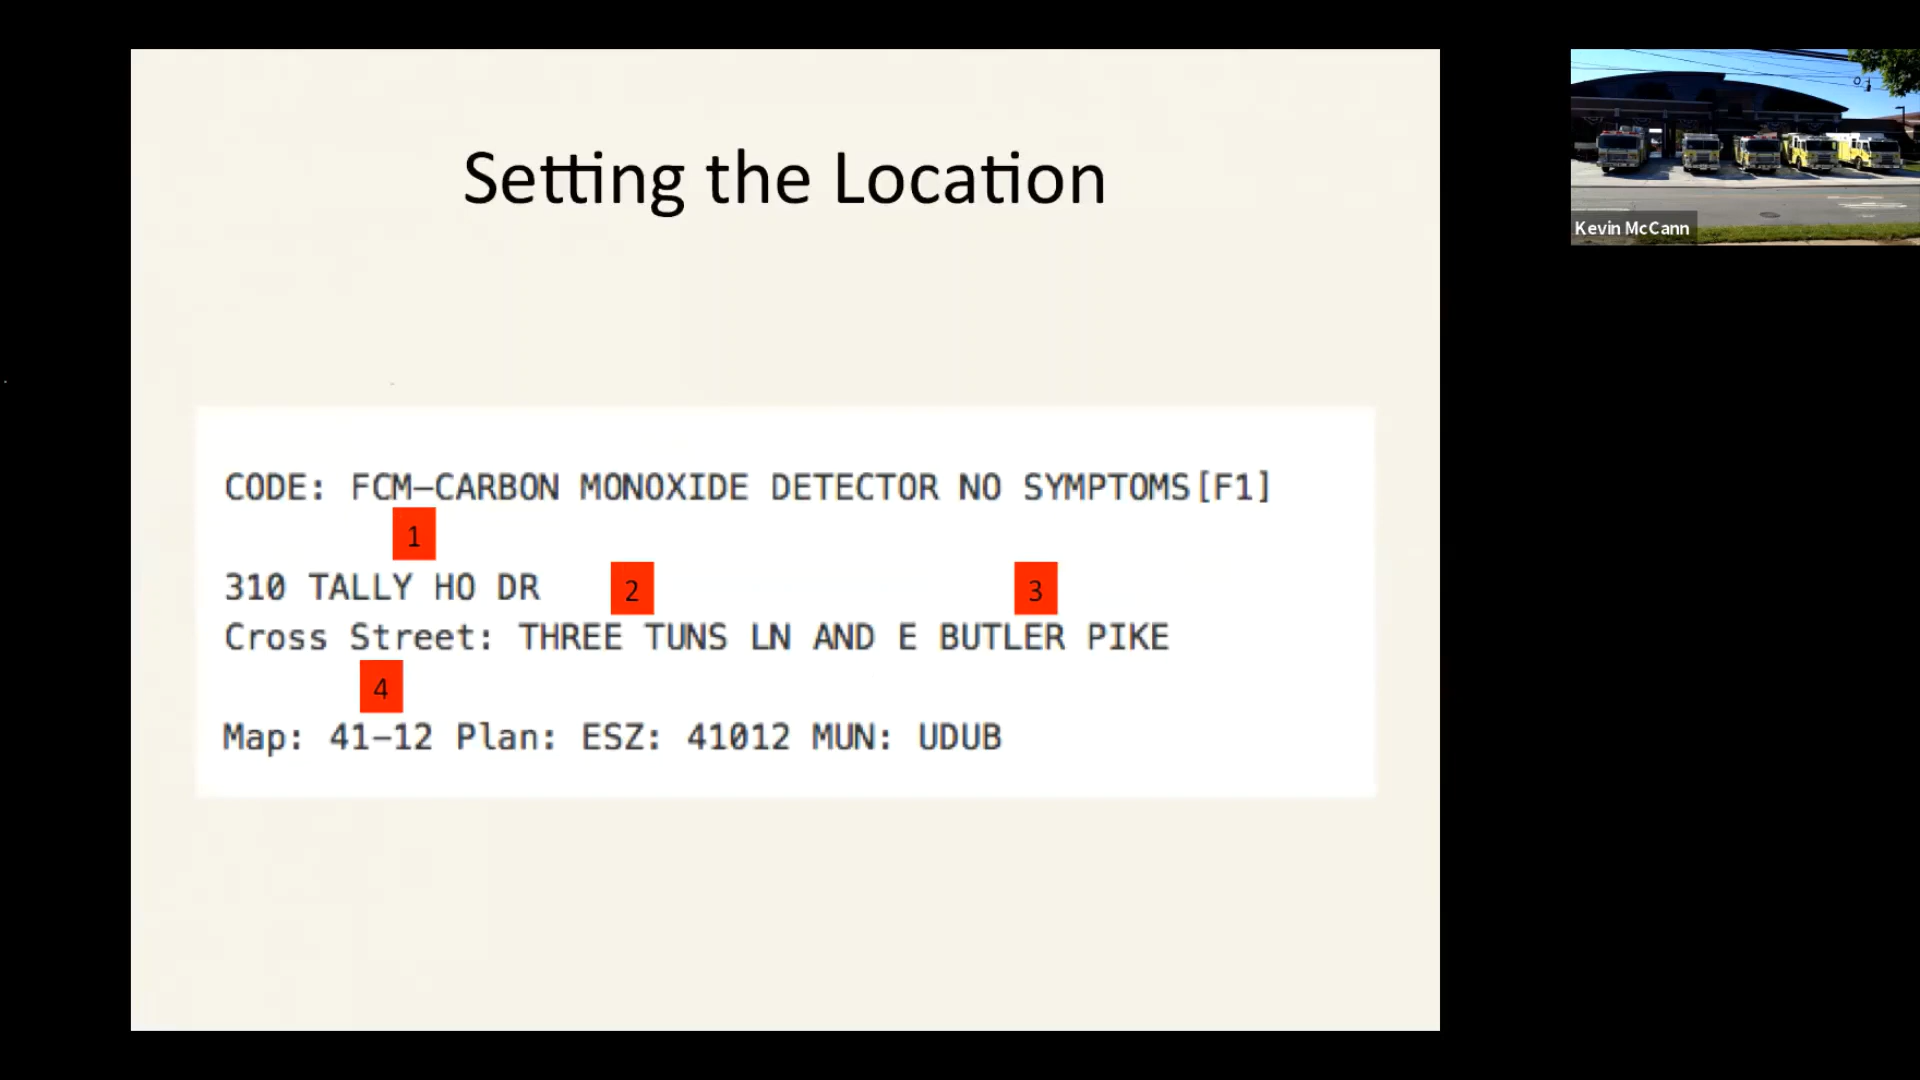 Setting the Location
CODE: FCM-CARBON MONOXIDE DETECTOR NO SYMPTOMS[F1]
1
310 TALLY HO DR
2
3
Cross Street: THREE TUNS LN AND E BUTLER PIKE
4
Map: 41-12 Plan: ESZ: 41012 MUN: UDUB
Kevin McCann